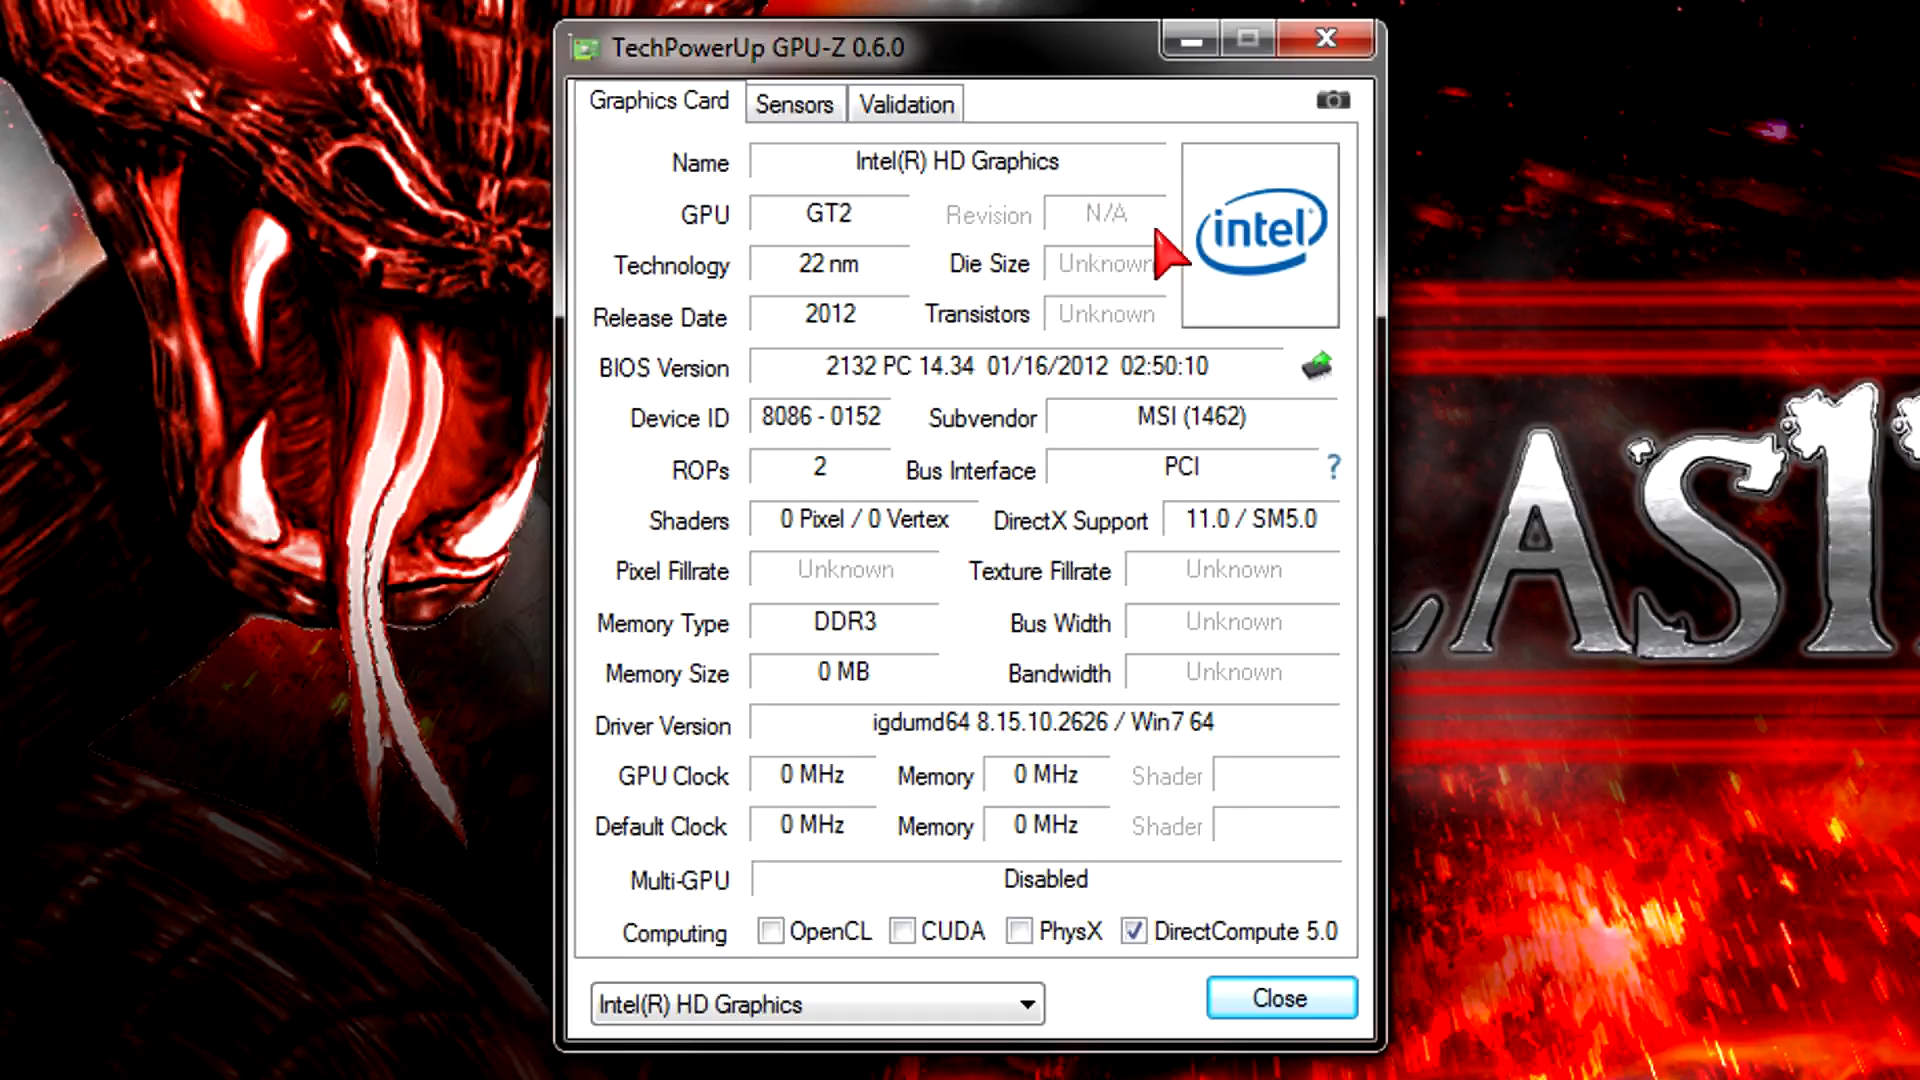 TechPowerUp GPU-Z 0.6.0
Graphics Card Sensors Validation
Name Intel(R) HD Graphics
intel
GPU GT2 Revision N/A
Technology 22 nm Die Size Unknown
Release Date 2012 Transistors Unknown
BIOS Version 2132 PC 14.34 01/16/2012 02:50:10
Device ID 8086 - 0152 Subvendor MSI (1462)
ROPs 2 Bus Interface PCI ?
Shaders 0 Pixel / 0 Vertex DirectX Support 11.0 / SM5.0
Pixel Fillrate Unknown Texture Fillrate Unknown
Memory Type DDR3 Bus Width Unknown
Memory Size 0 MB Bandwidth Unknown
Driver Version igdumd64 8.15.10.2626 / Win7 64
GPU Clock 0 MHz Memory 0 MHz Shader
Default Clock 0 MHz Memory 0 MHz Shader
Multi-GPU Disabled
Computing OpenCL CUDA PhysX DirectCompute 5.0
Intel(R) HD Graphics Close